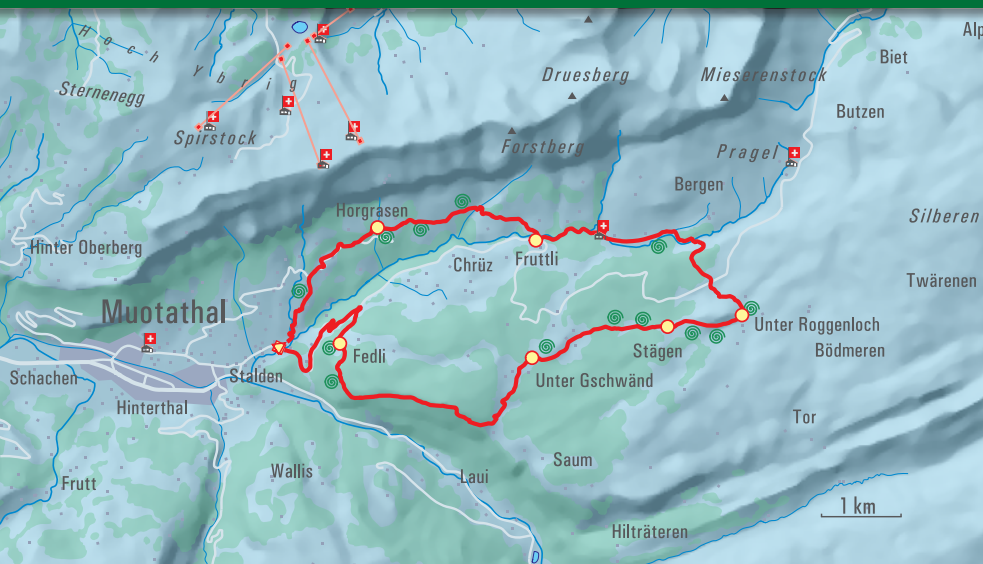 Hoch Ybrig
Alp
Biet
Druesberg
Mieserenstock
Sternenegg
Butzen
Spirstock
Forstberg
Pragel
Bergen
Horgrasen
Silberen
Hinter Oberberg
Fruttli
Chrüz
Twärenen
Muotathal
Unter Roggenloch
Stägen
Bödmeren
Fedli
Stalden
Schachen
Unter Gschwänd
Hinterthal
Tor
Saum
Wallis
Laui
Frutt
1 km
Hilträteren
D